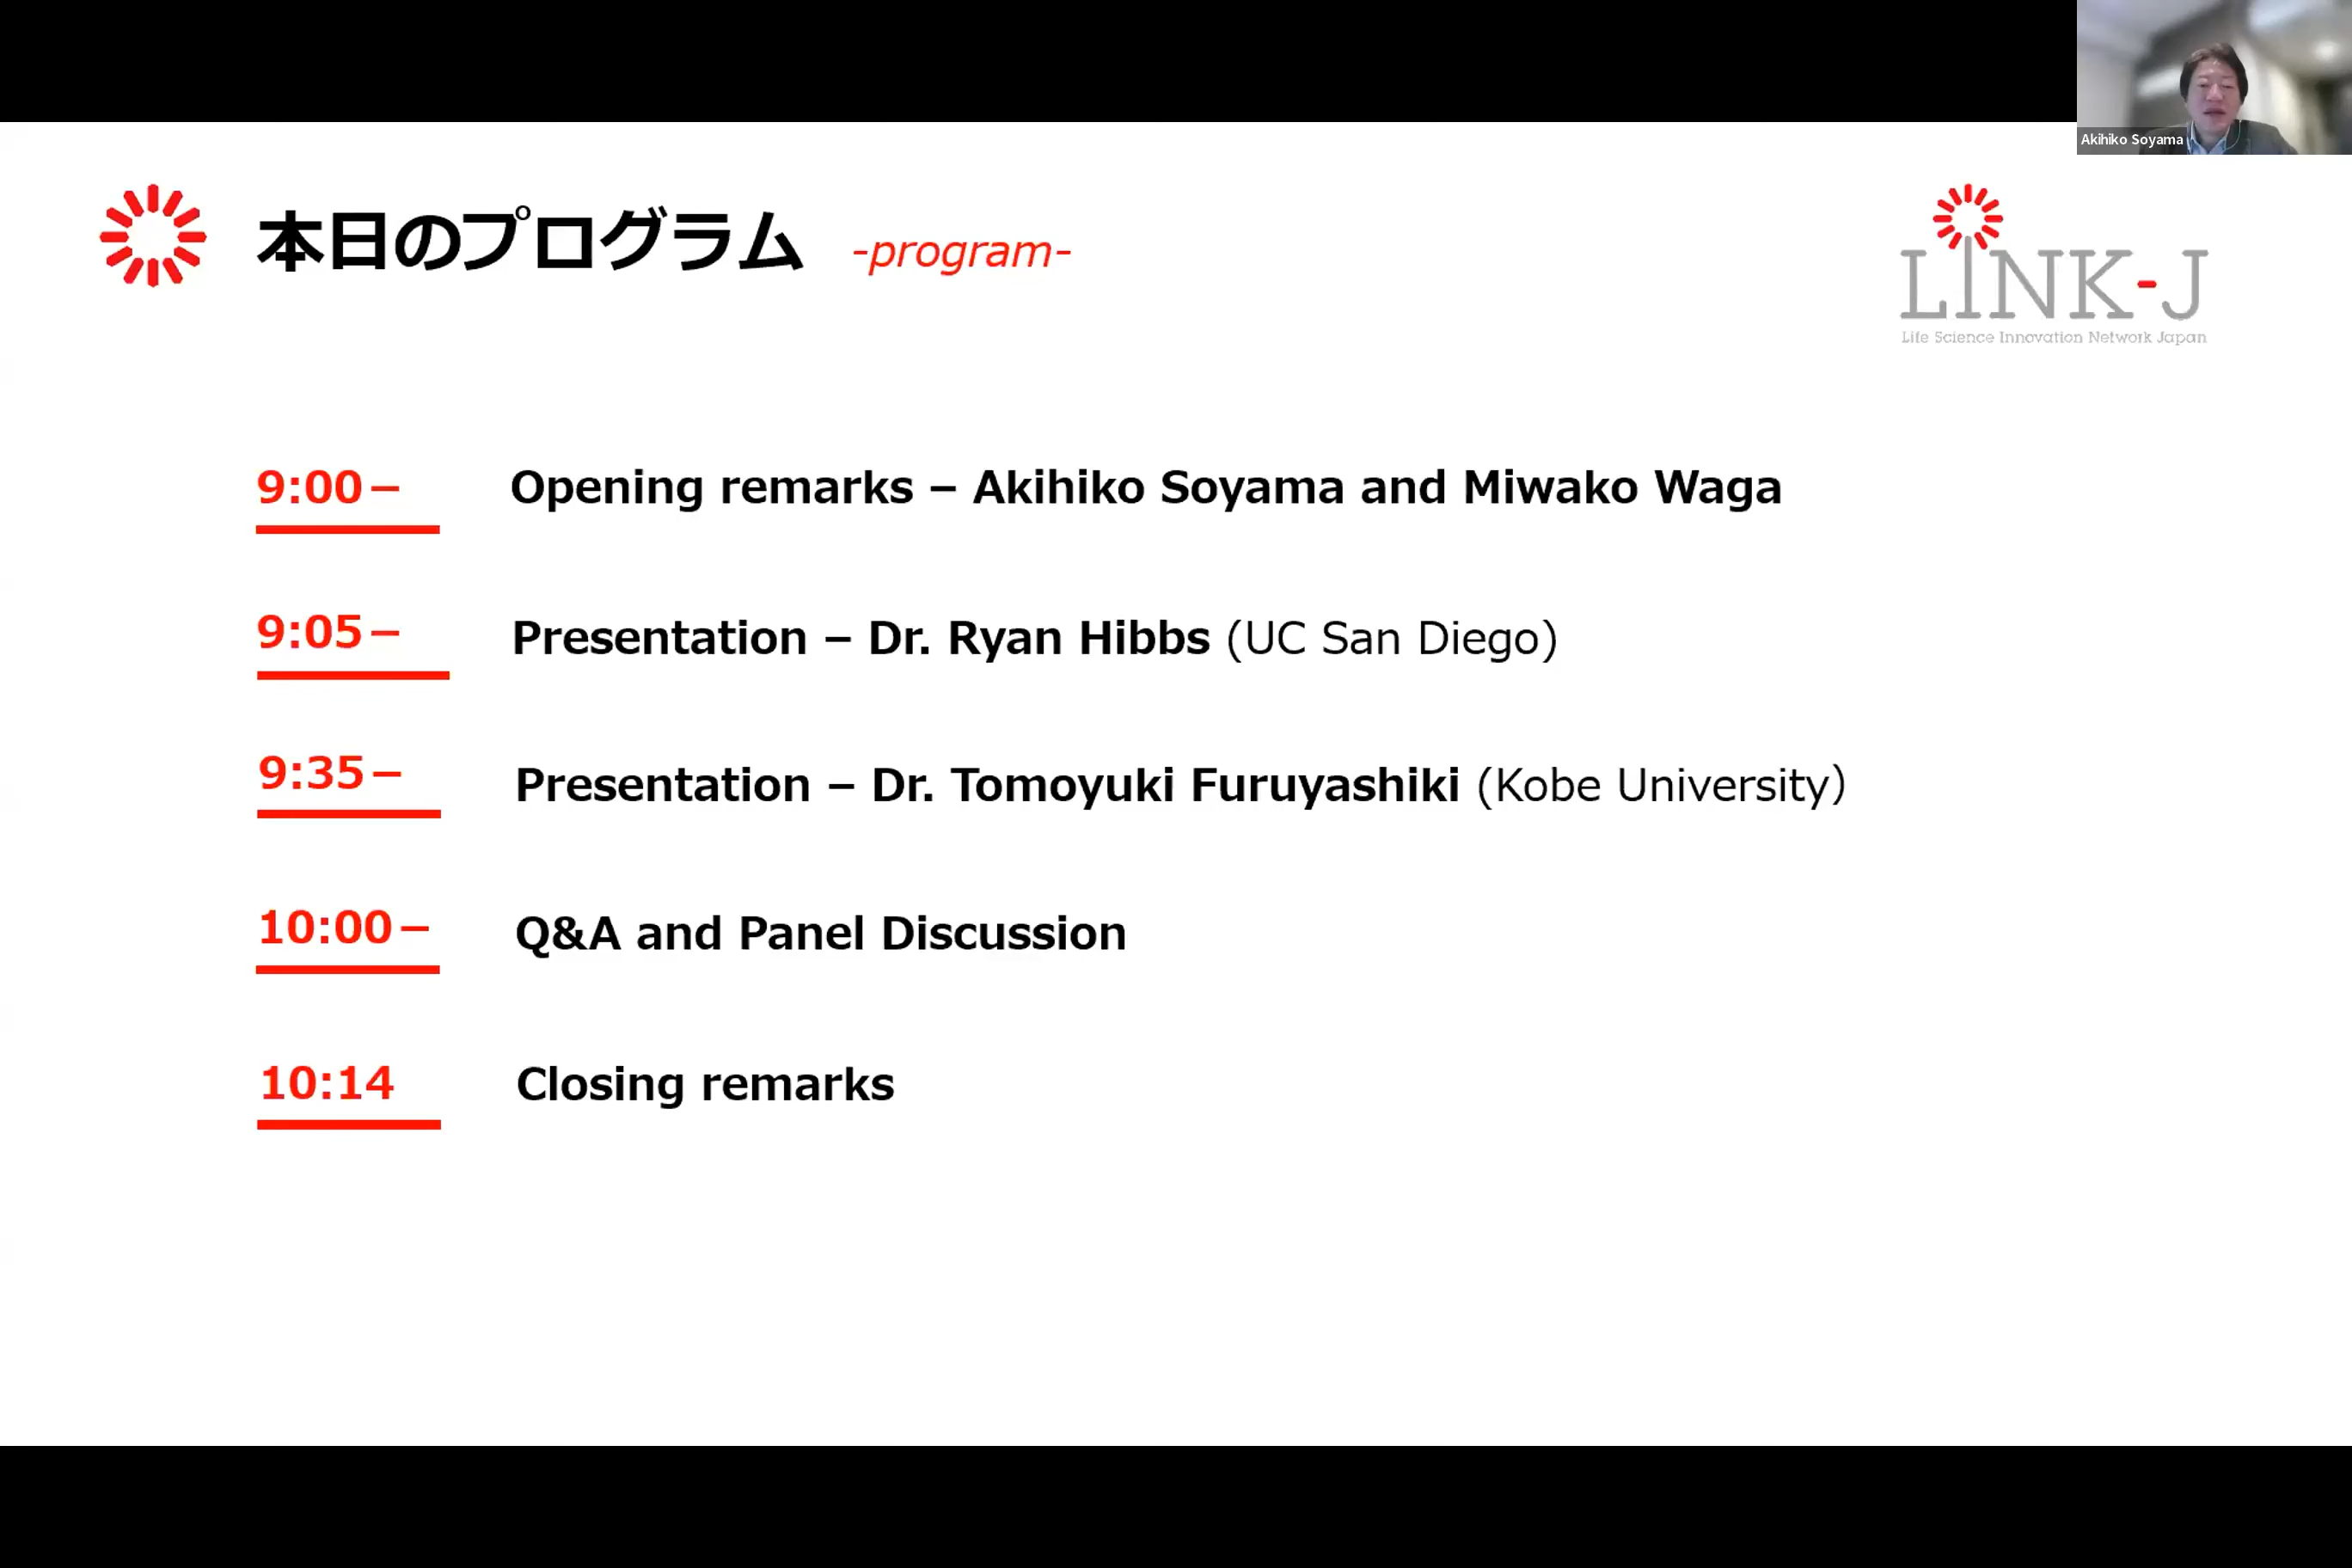 Akihiko Soyama
本日のプログラム -program-
LINK-J
Life Science Innovation Network Japan
9:00－ Opening remarks – Akihiko Soyama and Miwako Waga
9:05－ Presentation – Dr. Ryan Hibbs (UC San Diego)
9:35－ Presentation – Dr. Tomoyuki Furuyashiki (Kobe University)
10:00－ Q&A and Panel Discussion
10:14 Closing remarks